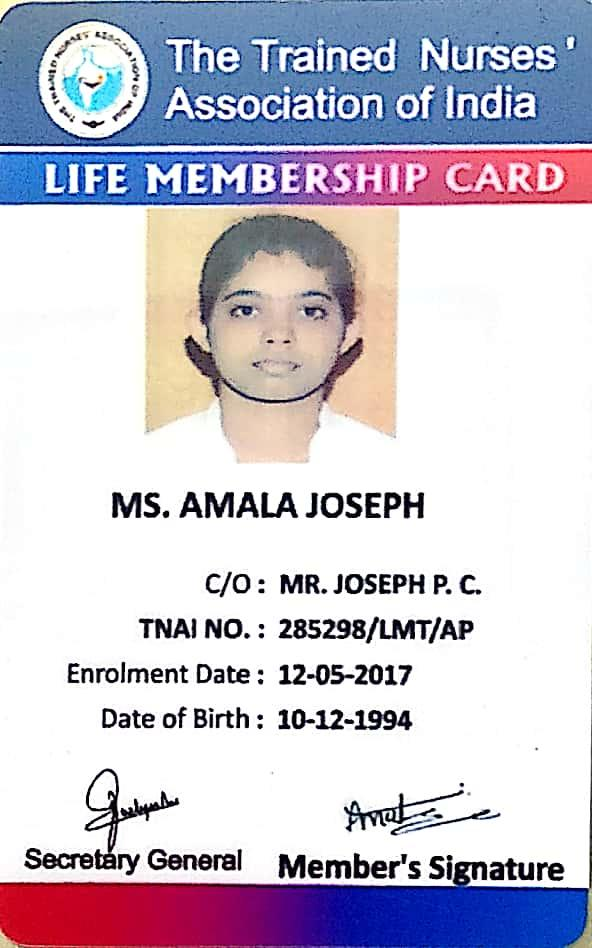 THE TRAINED NURSES' ASSOCIATION OF INDIA
The Trained Nurses'
Association of India
LIFE MEMBERSHIP CARD
MS. AMALA JOSEPH
C/O : MR. JOSEPH P. C.
TNAI NO. : 285298/LMT/AP
Enrolment Date : 12-05-2017
Date of Birth : 10-12-1994
Secretary General Member's Signature